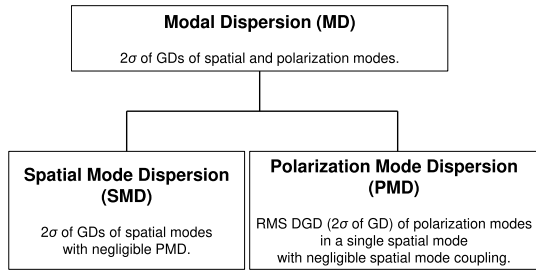 Modal Dispersion (MD)
2σ of GDs of spatial and polarization modes.
Spatial Mode Dispersion
(SMD)
2σ of GDs of spatial modes
with negligible PMD.
Polarization Mode Dispersion
(PMD)
RMS DGD (2σ of GD) of polarization modes
in a single spatial mode
with negligible spatial mode coupling.